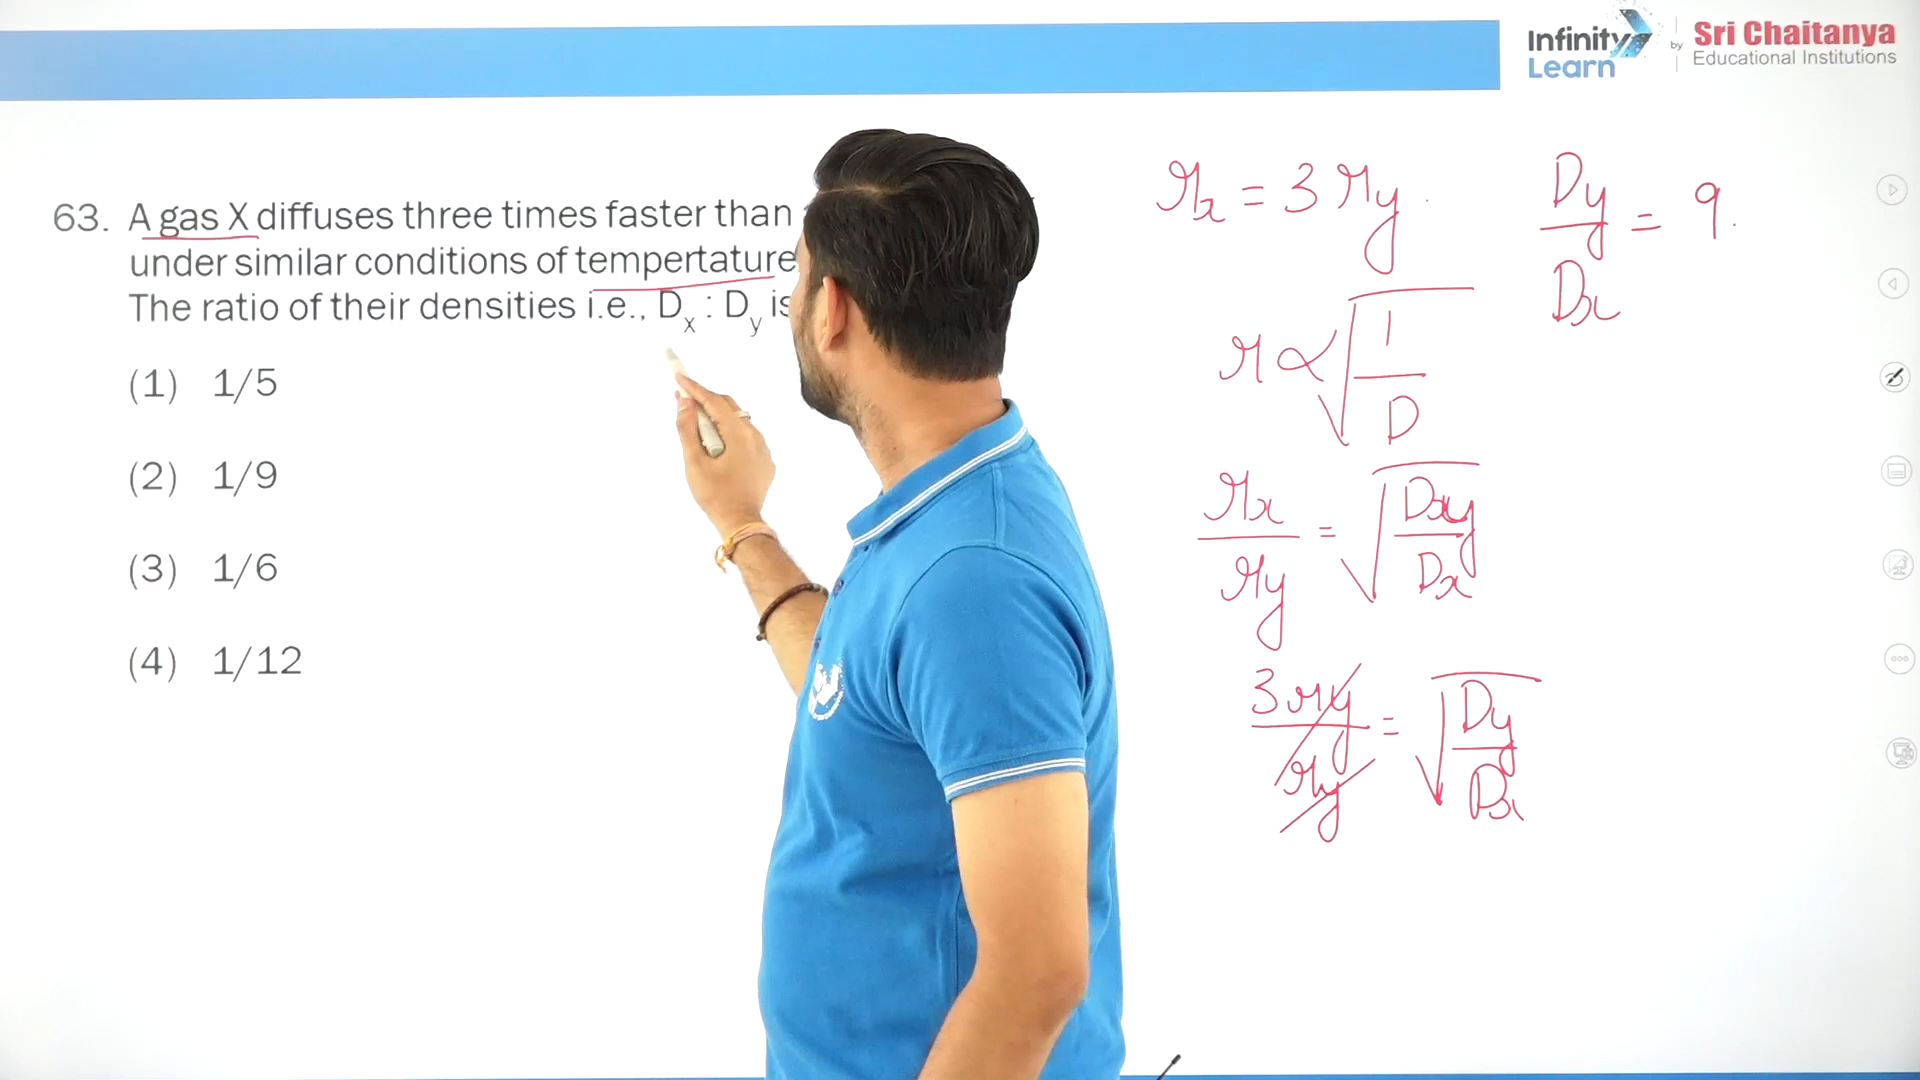 Infinity Learn by Sri Chaitanya Educational Institutions
63. A gas X diffuses three times faster than
under similar conditions of tempertature
The ratio of their densities i.e., Dx : Dy is
(1) 1/5
(2) 1/9
(3) 1/6
(4) 1/12
rx = 3 ry
Dy/Dx = 9.
r ∝ √1/D
rx/ry = √Dxy/Dx
3ry/ry = √Dy/Dx